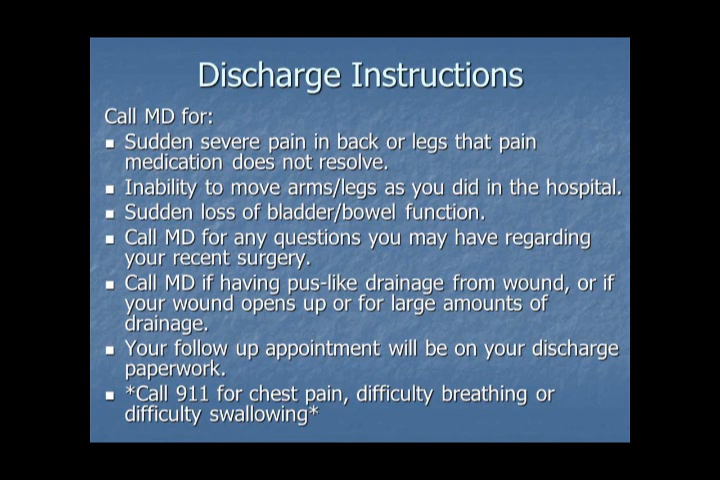 Discharge Instructions
Call MD for:
▪ Sudden severe pain in back or legs that pain
medication does not resolve.
▪ Inability to move arms/legs as you did in the hospital.
▪ Sudden loss of bladder/bowel function.
▪ Call MD for any questions you may have regarding
your recent surgery.
▪ Call MD if having pus-like drainage from wound, or if
your wound opens up or for large amounts of
drainage.
▪ Your follow up appointment will be on your discharge
paperwork.
▪ *Call 911 for chest pain, difficulty breathing or
difficulty swallowing*